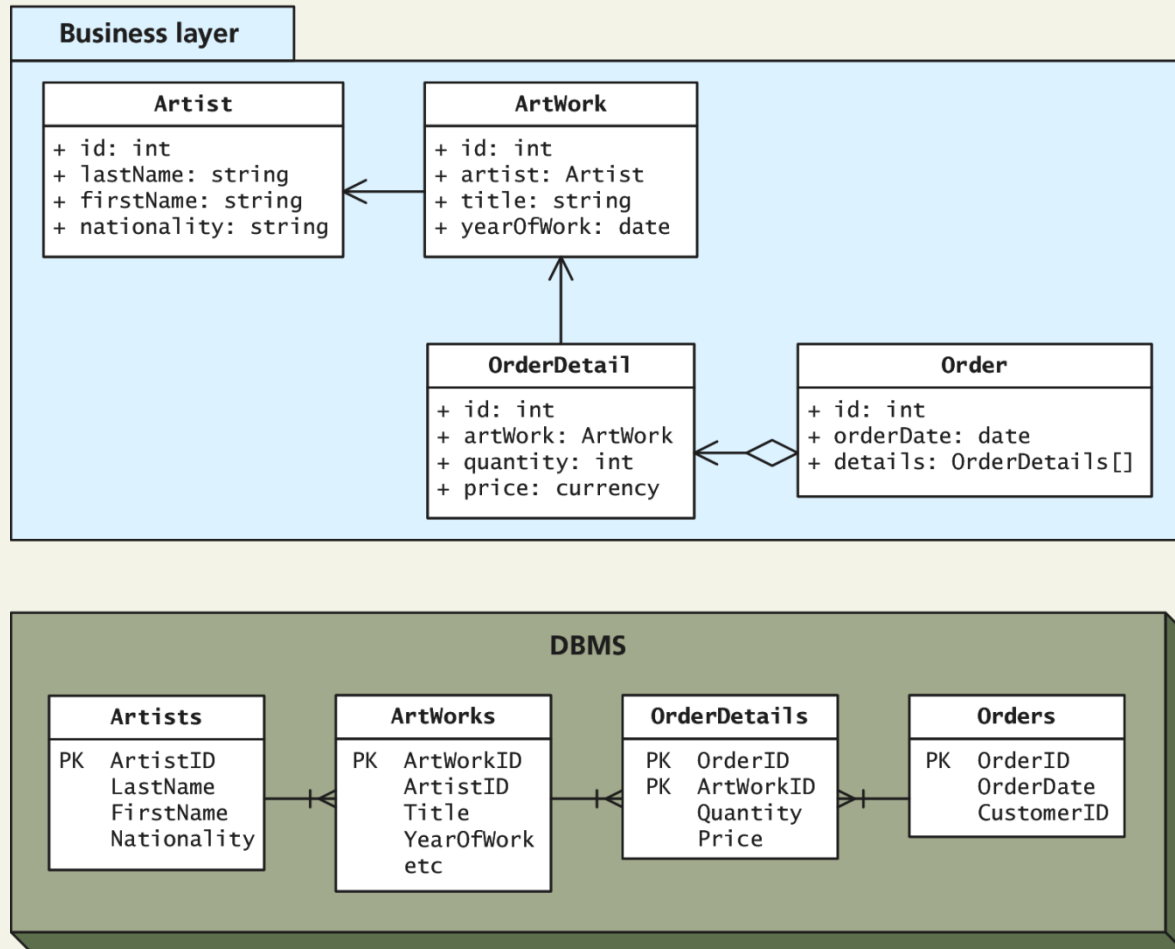 Business layer
Artist
+ id: int
+ lastName: string
+ firstName: string
+ nationality: string
ArtWork
+ id: int
+ artist: Artist
+ title: string
+ yearOfWork: date
OrderDetail
+ id: int
+ artWork: ArtWork
+ quantity: int
+ price: currency
Order
+ id: int
+ orderDate: date
+ details: OrderDetails[]
DBMS
Artists
PK ArtistID
LastName
FirstName
Nationality
ArtWorks
PK ArtWorkID
ArtistID
Title
YearOfWork
etc
OrderDetails
PK OrderID
PK ArtWorkID
Quantity
Price
Orders
PK OrderID
OrderDate
CustomerID